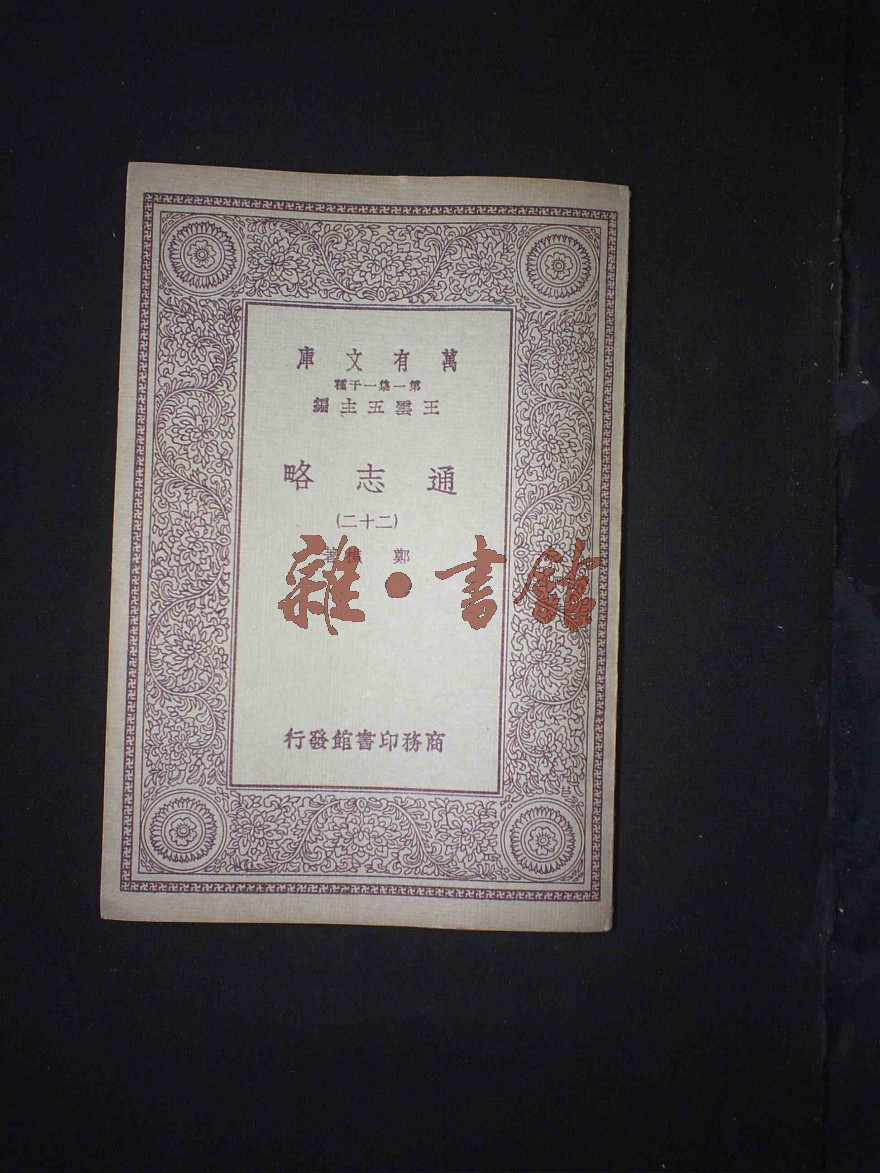 萬有文庫
第一集一千種
王雲五主編
通志略
(二十二)
鄭樵著
雜·書館
商務印書館發行